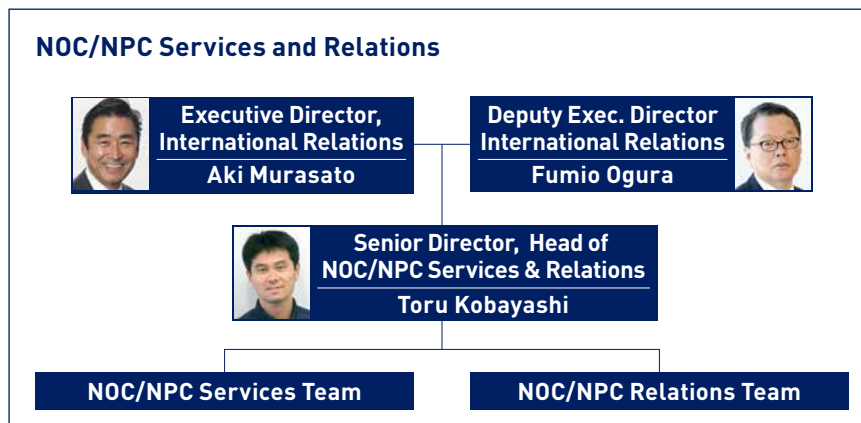 NOC/NPC Services and Relations
Executive Director,
International Relations
Aki Murasato
Deputy Exec. Director
International Relations
Fumio Ogura
Senior Director, Head of
NOC/NPC Services & Relations
Toru Kobayashi
NOC/NPC Services Team
NOC/NPC Relations Team